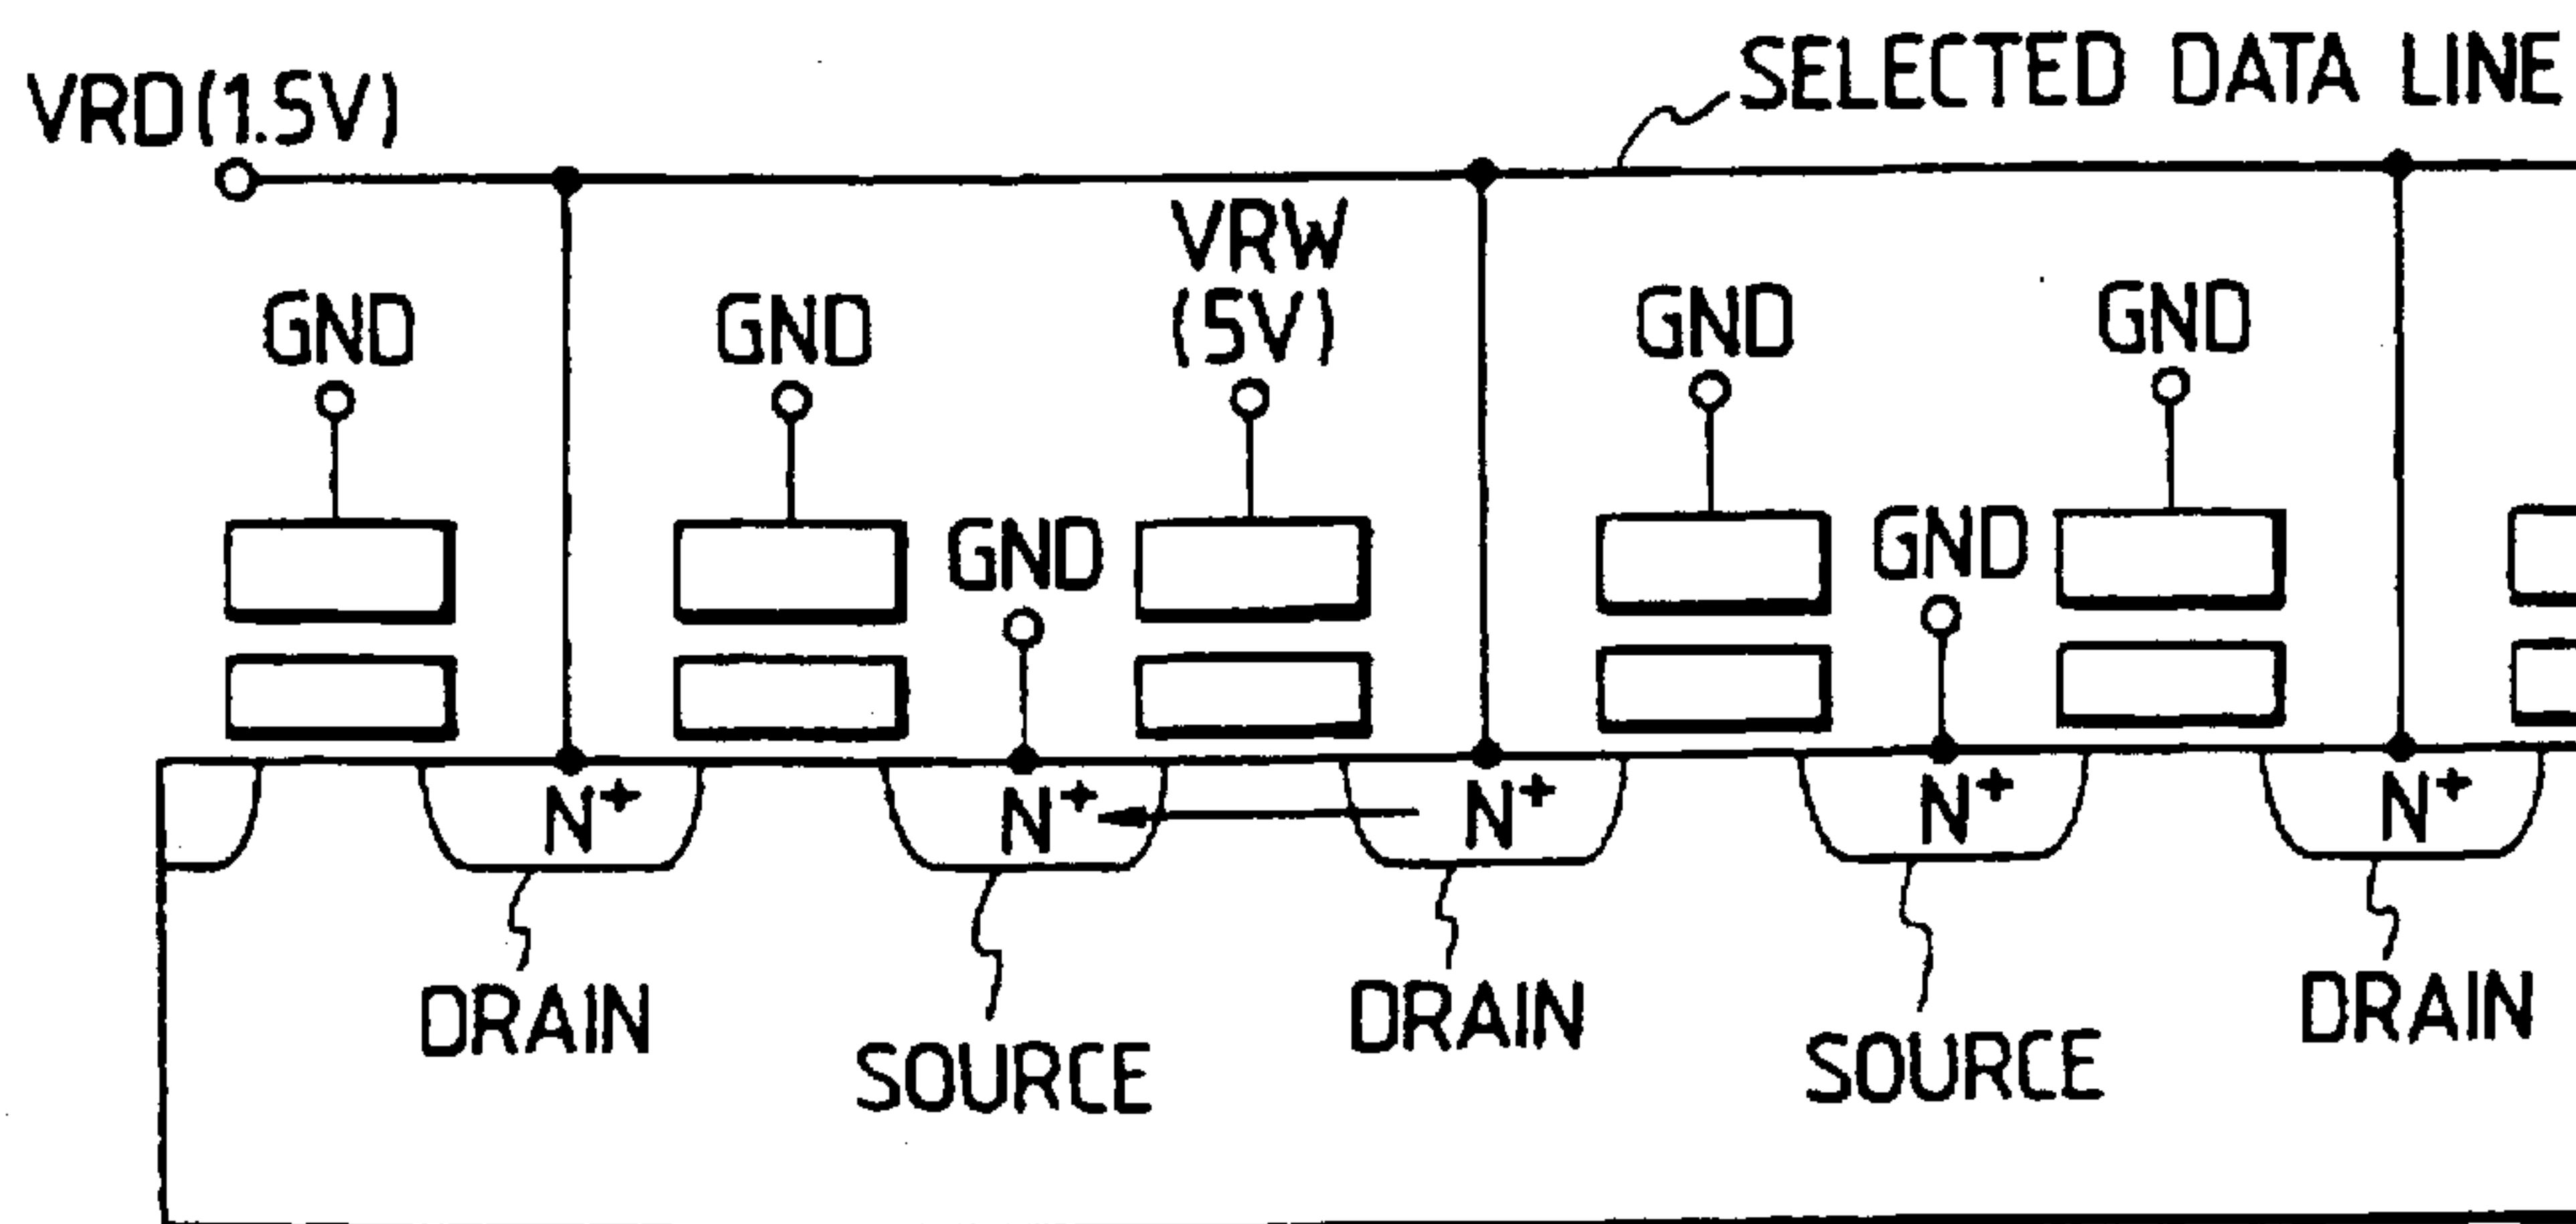 SELECTED DATA LINE
VRD(1.5V)
VRW
(5V)
GND
GND
GND
GND
GND
GND
N+
N+
N+
N+
N+
DRAIN
SOURCE
DRAIN
SOURCE
DRAIN